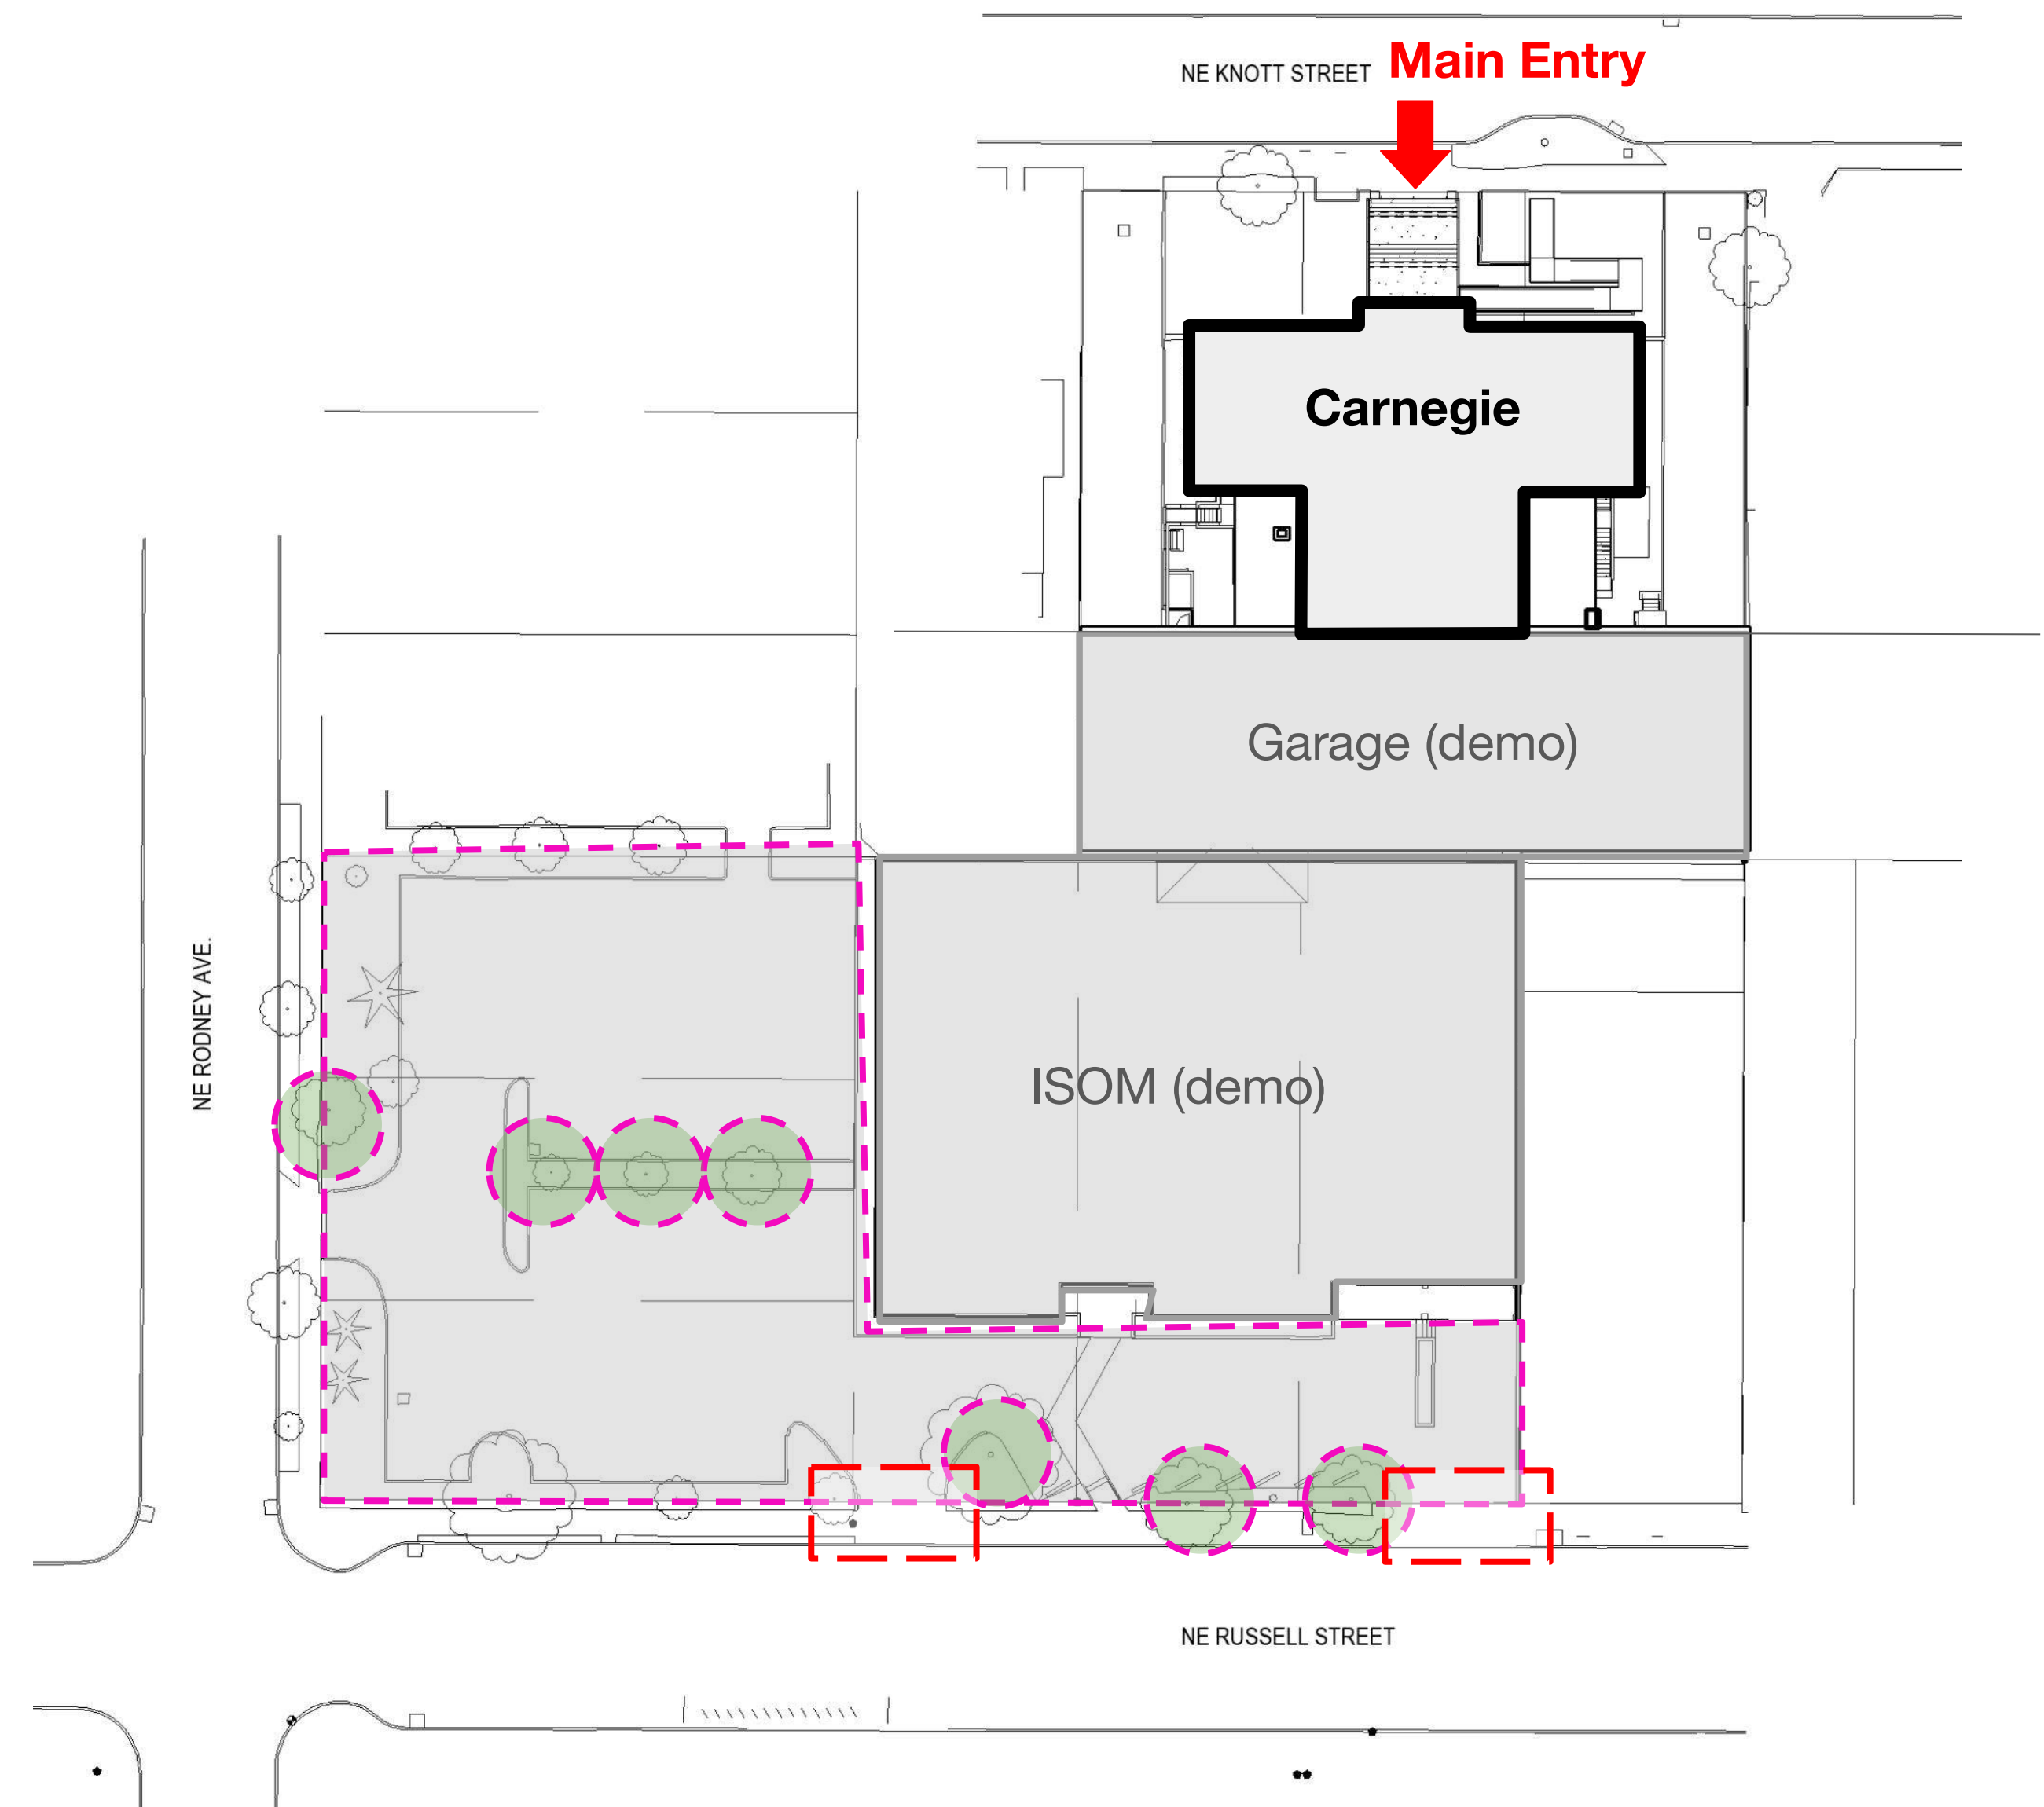 NE KNOTT STREET
Main Entry
Carnegie
Garage (demo)
ISOM (demo)
NE RODNEY AVE.
NE RUSSELL STREET